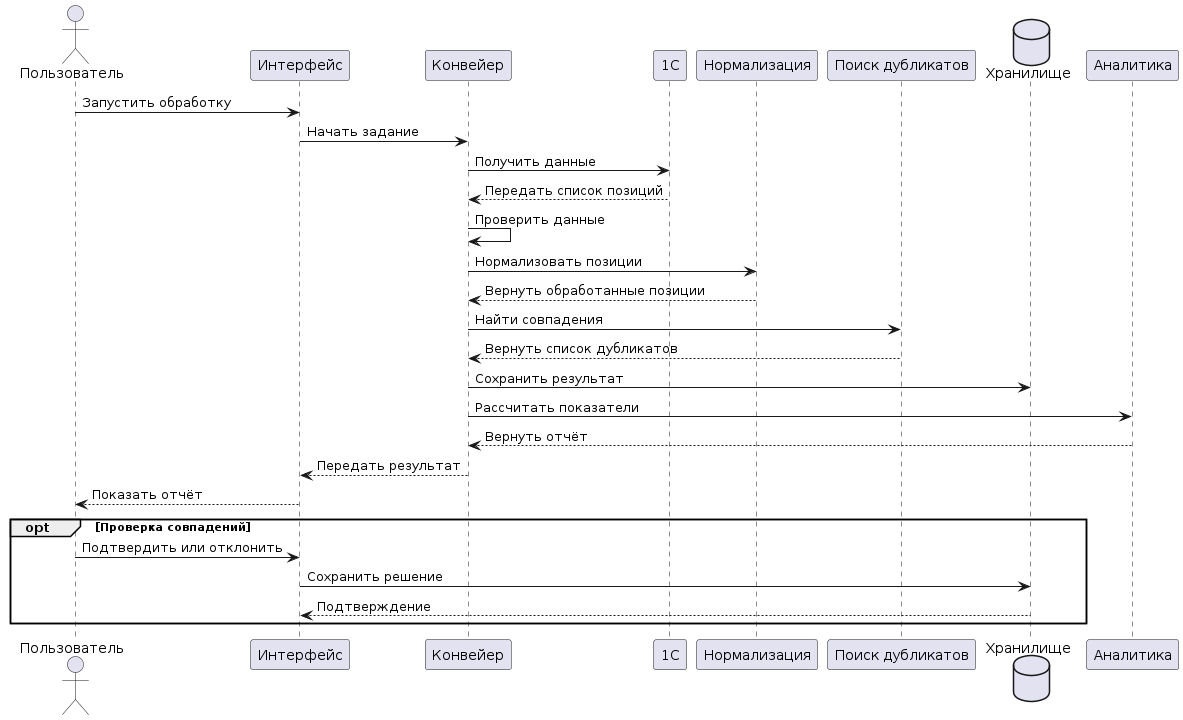 Пользователь
Интерфейс
Конвейер
1С
Нормализация
Поиск дубликатов
Хранилище
Аналитика
Запустить обработку
Начать задание
Получить данные
Передать список позиций
Проверить данные
Нормализовать позиции
Вернуть обработанные позиции
Найти совпадения
Вернуть список дубликатов
Сохранить результат
Рассчитать показатели
Вернуть отчёт
Передать результат
Показать отчёт
opt
[Проверка совпадений]
Подтвердить или отклонить
Сохранить решение
Подтверждение
Пользователь
Интерфейс
Конвейер
1С
Нормализация
Поиск дубликатов
Хранилище
Аналитика